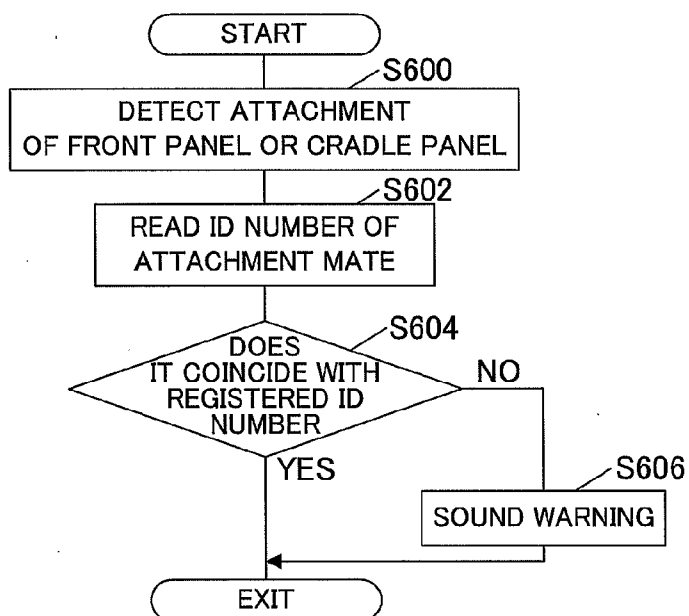 START
S600
DETECT ATTACHMENT
OF FRONT PANEL OR CRADLE PANEL
S602
READ ID NUMBER OF
ATTACHMENT MATE
S604
DOES
IT COINCIDE WITH
REGISTERED ID
NUMBER
NO
YES
S606
SOUND WARNING
EXIT